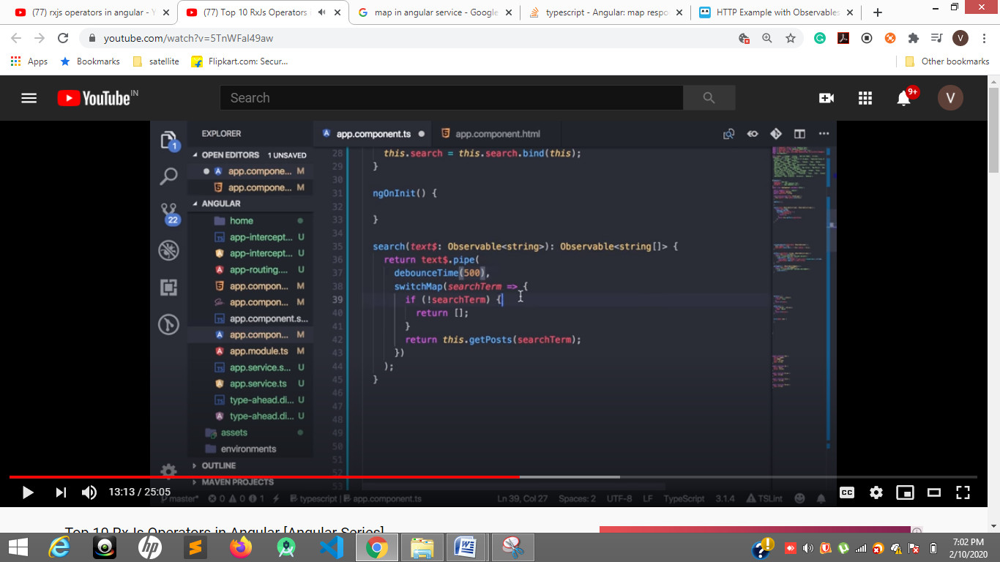 (77) rxjs operators in angular - Y
(77) Top 10 RxJs Operators i
map in angular service - Google
typescript - Angular: map respo
HTTP Example with Observables
youtube.com/watch?v=5TnWFaI49aw
V
Apps
Bookmarks
satellite
Flipkart.com: Secur...
Other bookmarks
YouTube IN
Search
9+
V
EXPLORER
OPEN EDITORS 1 UNSAVED
app.compone... M
app.compone... M
ANGULAR
home
app-intercept... U
app-intercept... U
app-routing.... U
app.compon... M
app.compon... M
app.component.s...
app.compon... M
app.module.ts M
app.service.s... U
app.service.ts U
type-ahead.di... U
type-ahead.di... U
assets
environments
OUTLINE
MAVEN PROJECTS
1
22
app.component.ts
app.component.html
28 this.search = this.search.bind(this);
29 }
30
31 ngOnInit() {
32
33 }
34
35 search(text$: Observable<string>): Observable<string[]> {
36 return text$.pipe(
37 debounceTime(500),
38 switchMap(searchTerm => {
39 if (!searchTerm) {
40 return [];
41 }
42 return this.getPosts(searchTerm);
43 })
44 );
45 }
46
47
48
49
50
51
52
53
master* 0 0 1 typescript | app.component.ts Ln 39, Col 27 Spaces: 2 UTF-8 LF TypeScript 3.1.4 TSLint
13:13 / 25:05
CC
Top 10 RxJs Operators in Angular [Angular Series]
hp
7:02 PM
2/10/2020